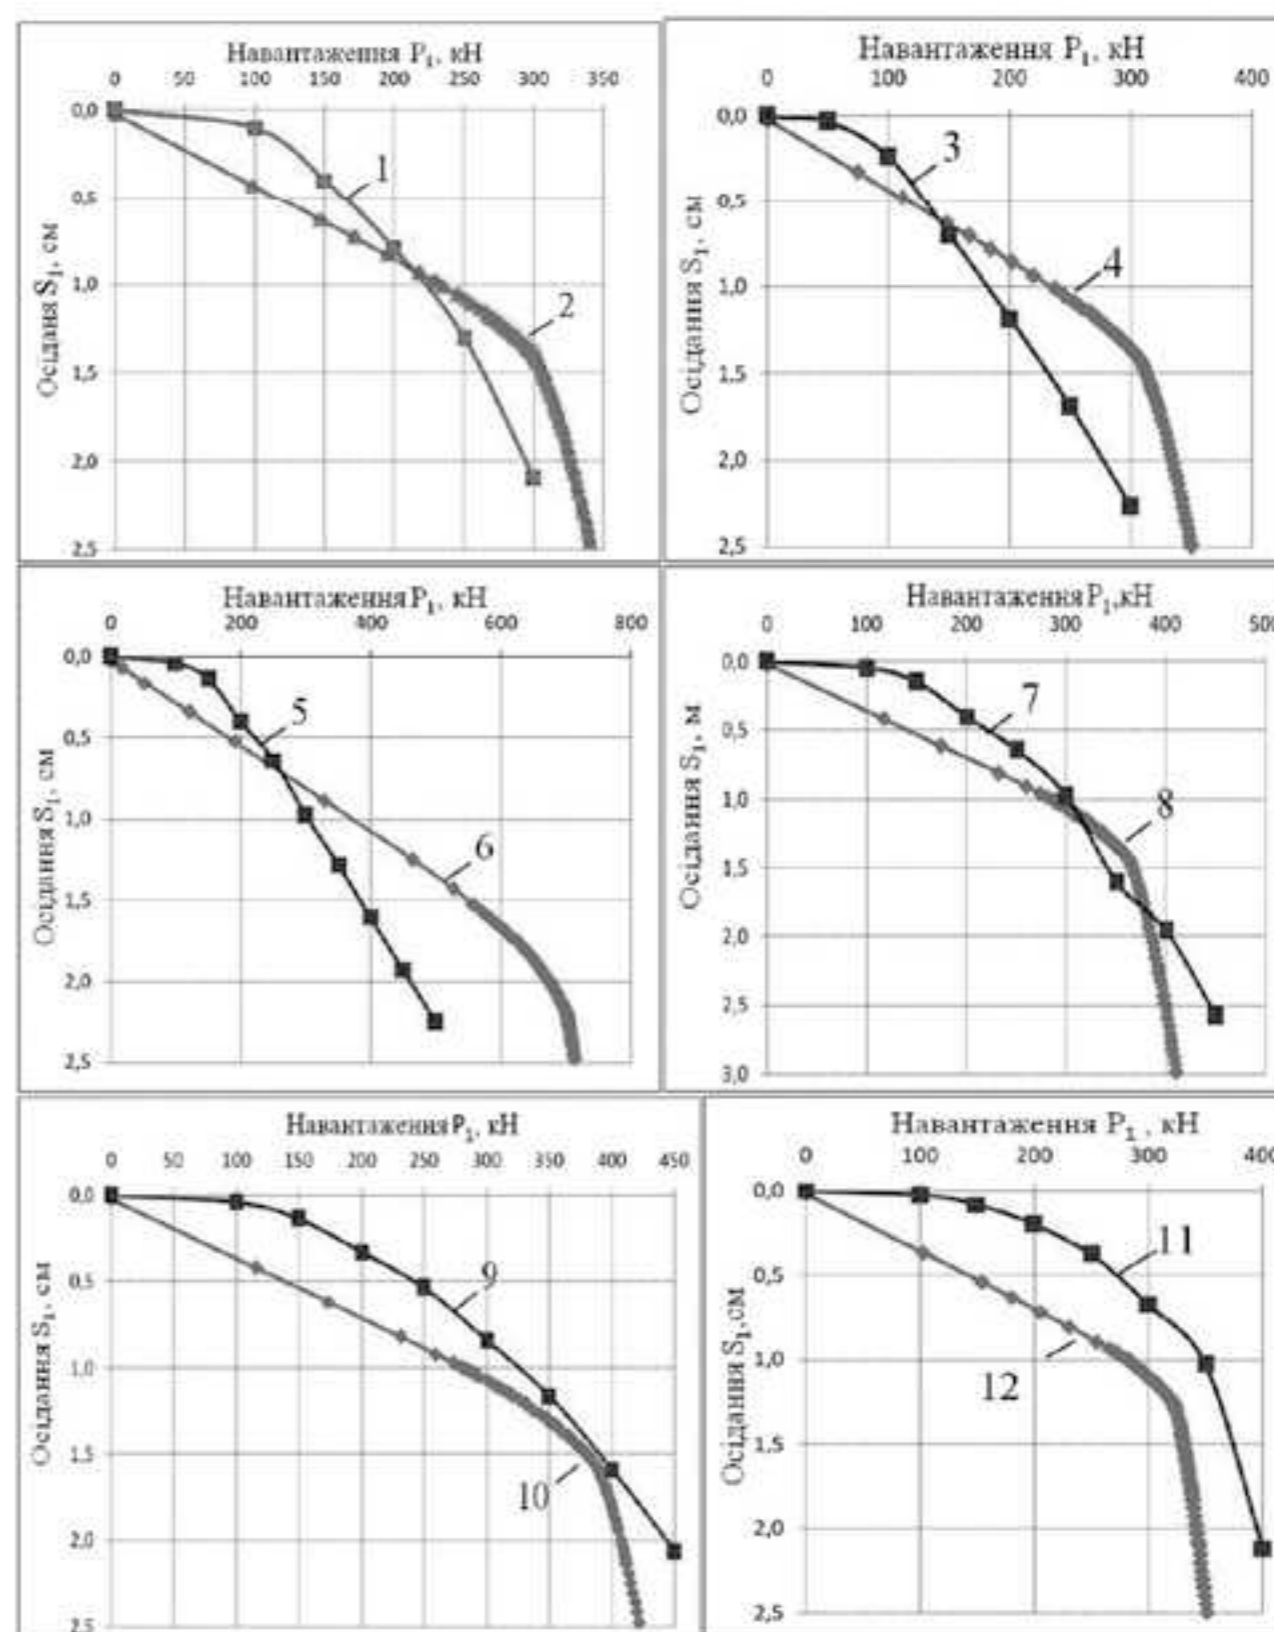 Навантаження P₁, кН
0 50 100 150 200 250 300 350
0,0
0,5
1,0
1,5
2,0
2,5
Осіданя S₁, см
1
2
Навантаження P₁, кН
0 100 200 300 400
0,0
0,5
1,0
1,5
2,0
2,5
Осідання S₁, см
3
4
Навантаження P₁, кН
0 200 400 600 800
0,0
0,5
1,0
1,5
2,0
2,5
Осідання S₁, см
5
6
Навантаження P₁,кН
0 100 200 300 400 500
0,0
0,5
1,0
1,5
2,0
2,5
3,0
Осідання S₁, м
7
8
Навантаження P₁, кН
0 50 100 150 200 250 300 350 400 450
0,0
0,5
1,0
1,5
2,0
2,5
Осідання S₁, см
9
10
Навантаження P₁ , кН
0 100 200 300 400
0,0
0,5
1,0
1,5
2,0
2,5
Осідання S₁,см
11
12